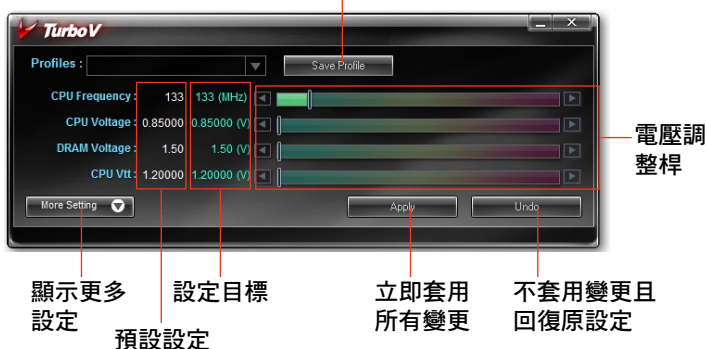 TurboV
Profiles :
Save Profile
CPU Frequency : 133 133 (MHz)
CPU Voltage : 0.85000 0.85000 (V)
DRAM Voltage : 1.50 1.50 (V)
CPU Vtt : 1.20000 1.20000 (V)
電壓調
整桿
More Setting
Apply
Undo
顯示更多
設定
預設設定
設定目標
立即套用
所有變更
不套用變更且
回復原設定